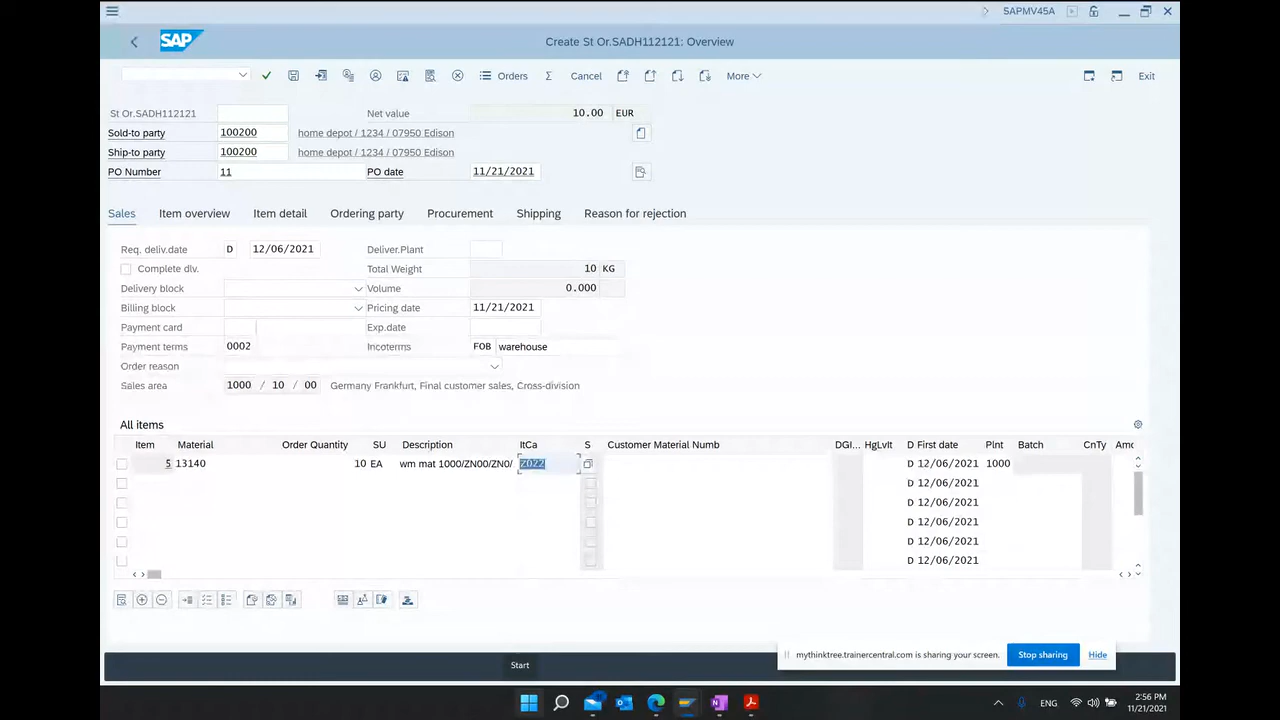 SAPMV45A
SAP Create St Or.SADH112121: Overview
Orders Cancel More Exit
St Or.SADH112121 Net value 10.00 EUR
Sold-to party 100200 home depot / 1234 / 07950 Edison
Ship-to party 100200 home depot / 1234 / 07950 Edison
PO Number 11 PO date 11/21/2021
Sales Item overview Item detail Ordering party Procurement Shipping Reason for rejection
Req. deliv.date D 12/06/2021 Deliver.Plant
Complete dlv. Total Weight 10 KG
Delivery block Volume 0.000
Billing block Pricing date 11/21/2021
Payment card Exp.date
Payment terms 0002 Incoterms FOB warehouse
Order reason
Sales area 1000 / 10 / 00 Germany Frankfurt, Final customer sales, Cross-division
All items
Item Material Order Quantity SU Description ItCa S Customer Material Numb DGI... HgLvIt D First date Plnt Batch CnTy Amo
5 13140 10 EA wm mat 1000/ZN00/ZN0/ D 12/06/2021 1000
D 12/06/2021
D 12/06/2021
D 12/06/2021
D 12/06/2021
D 12/06/2021
mythinktree.trainercentral.com is sharing your screen. Stop sharing Hide
Start
ENG 2:56 PM
11/21/2021